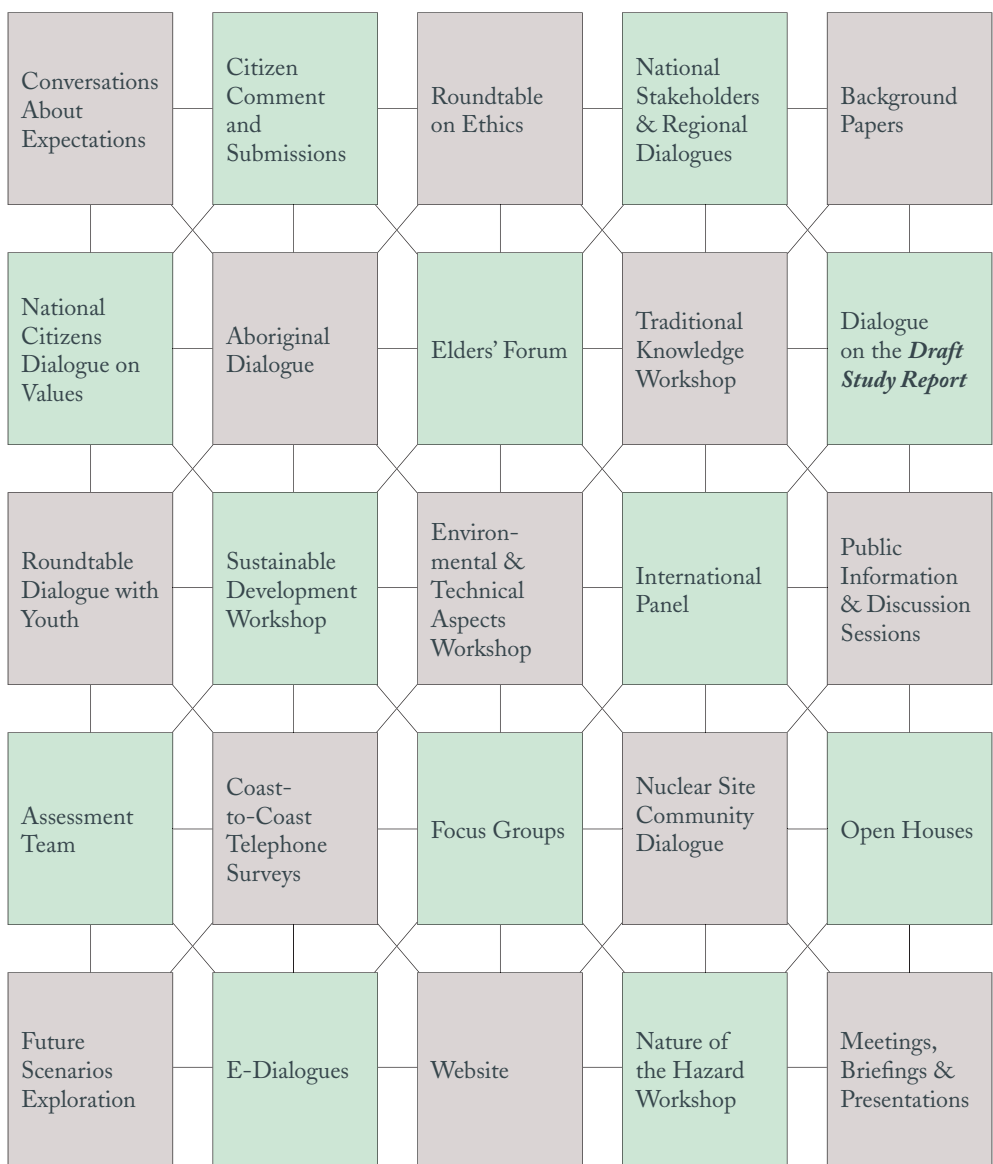 Conversations
About
Expectations
Citizen
Comment
and
Submissions
Roundtable
on Ethics
National
Stakeholders
& Regional
Dialogues
Background
Papers
National
Citizens
Dialogue on
Values
Aboriginal
Dialogue
Elders’ Forum
Traditional
Knowledge
Workshop
Dialogue
on the Draft
Study Report
Roundtable
Dialogue with
Youth
Sustainable
Development
Workshop
Environ-
mental &
Technical
Aspects
Workshop
International
Panel
Public
Information
& Discussion
Sessions
Assessment
Team
Coast-
to-Coast
Telephone
Surveys
Focus Groups
Nuclear Site
Community
Dialogue
Open Houses
Future
Scenarios
Exploration
E-Dialogues
Website
Nature of
the Hazard
Workshop
Meetings,
Briefings &
Presentations